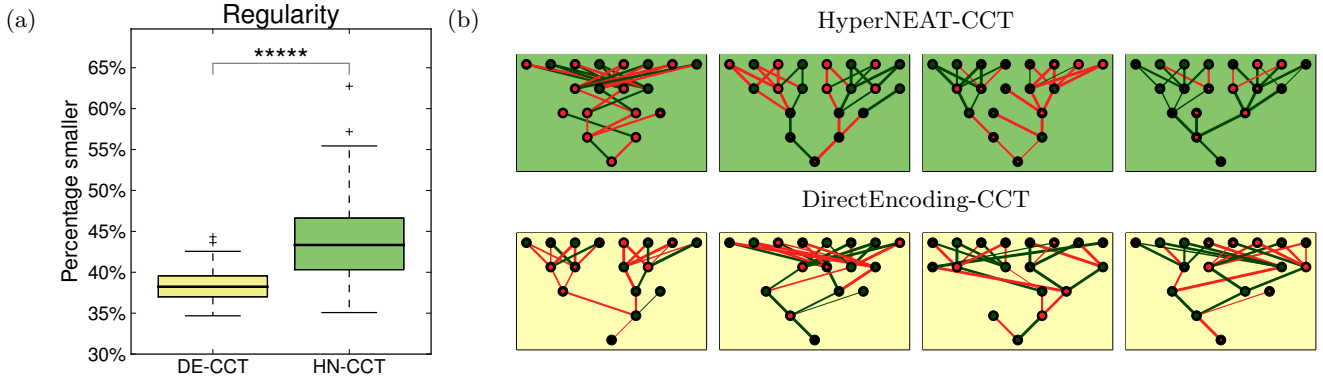 (a)
Regularity
*****
Percentage smaller
65%
60%
55%
50%
45%
40%
35%
30%
DE-CCT
HN-CCT
(b)
HyperNEAT-CCT
DirectEncoding-CCT